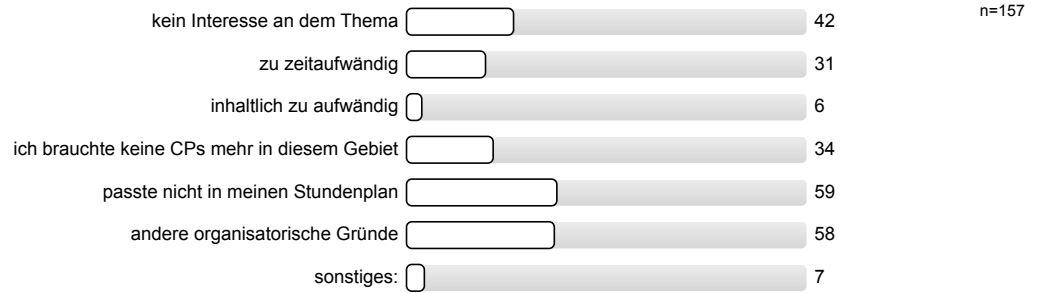 kein Interesse an dem Thema 42 n=157
zu zeitaufwändig 31
inhaltlich zu aufwändig 6
ich brauchte keine CPs mehr in diesem Gebiet 34
passte nicht in meinen Stundenplan 59
andere organisatorische Gründe 58
sonstiges: 7